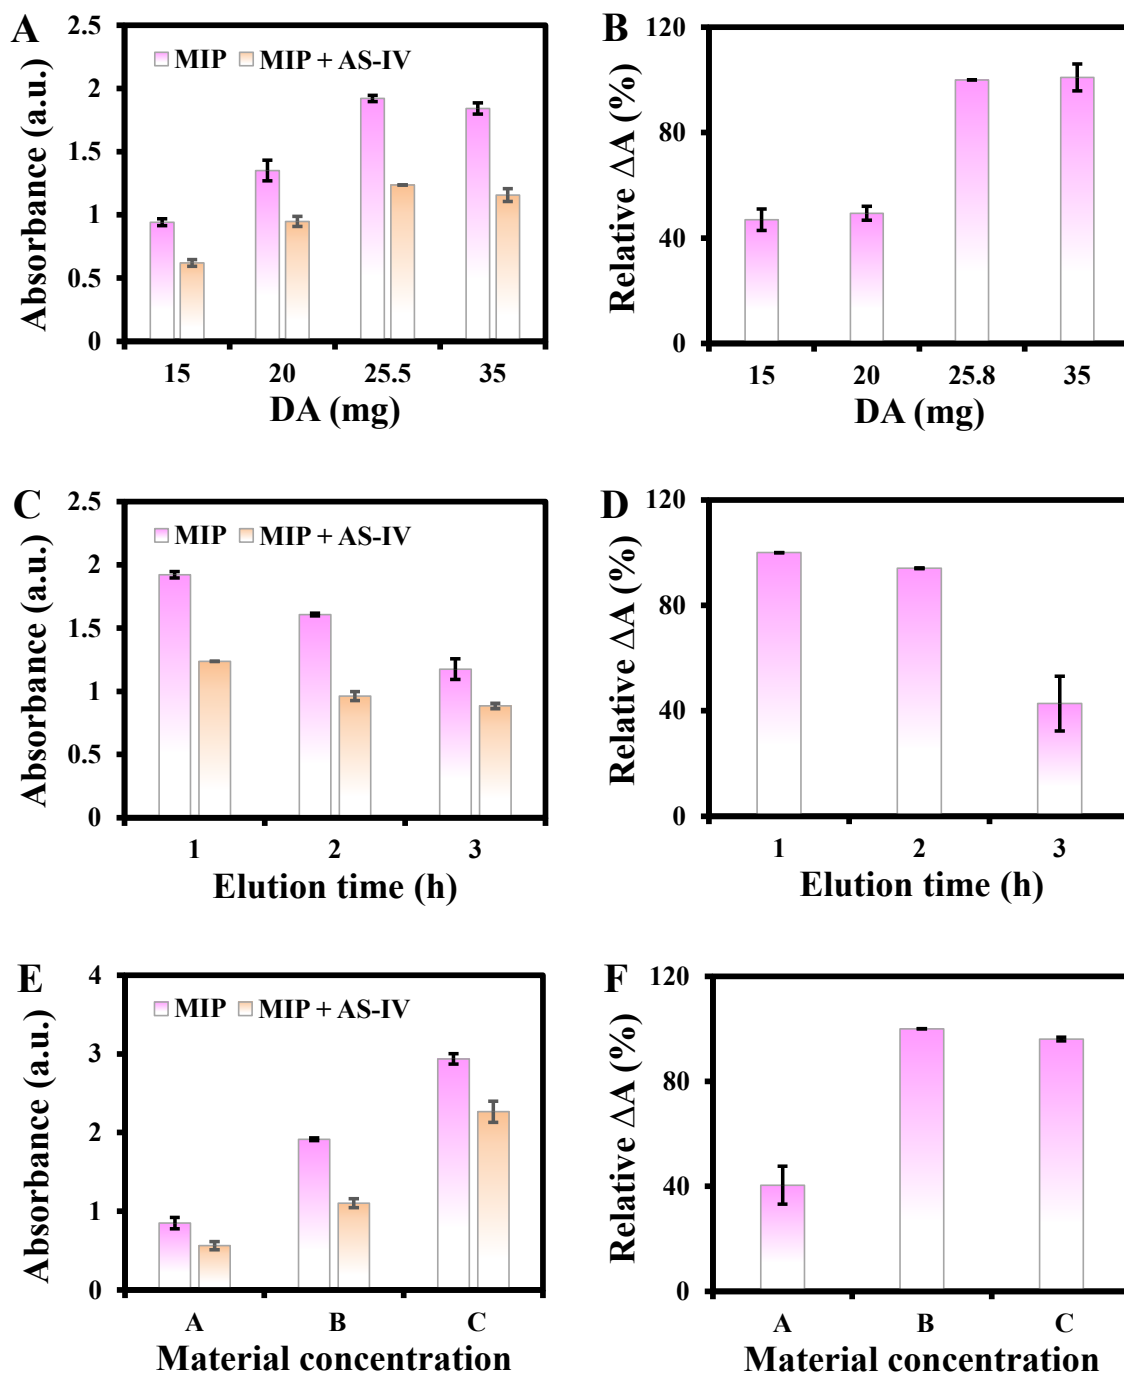 A
Absorbance (a.u.)
2.5
2
1.5
1
0.5
0
MIP MIP + AS-IV
15 20 25.5 35
DA (mg)
B
Relative ΔA (%)
120
80
40
0
15 20 25.8 35
DA (mg)
C
Absorbance (a.u.)
2.5
2
1.5
1
0.5
0
MIP MIP + AS-IV
1 2 3
Elution time (h)
D
Relative ΔA (%)
120
80
40
0
1 2 3
Elution time (h)
E
Absorbance (a.u.)
4
3
2
1
0
MIP MIP + AS-IV
A B C
Material concentration
F
Relative ΔA (%)
120
80
40
0
A B C
Material concentration